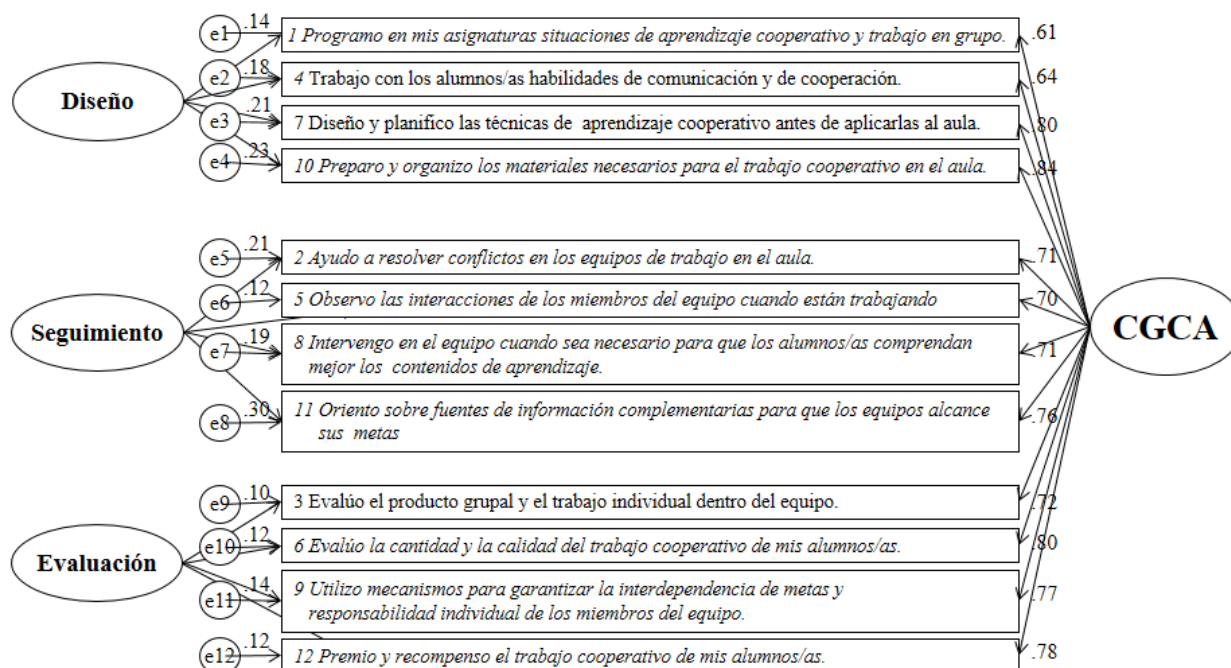 e1 .14 1 Programo en mis asignaturas situaciones de aprendizaje cooperativo y trabajo en grupo. .61
e2 .18 4 Trabajo con los alumnos/as habilidades de comunicación y de cooperación. .64
Diseño
e3 .21 7 Diseño y planifico las técnicas de aprendizaje cooperativo antes de aplicarlas al aula. .80
e4 .23 10 Preparo y organizo los materiales necesarios para el trabajo cooperativo en el aula. .84
e5 .21 2 Ayudo a resolver conflictos en los equipos de trabajo en el aula. .71
e6 .12 5 Observo las interacciones de los miembros del equipo cuando están trabajando .70
Seguimiento
CGCA
e7 .19 8 Intervengo en el equipo cuando sea necesario para que los alumnos/as comprendan .71
mejor los contenidos de aprendizaje.
e8 .30 11 Oriento sobre fuentes de información complementarias para que los equipos alcance .76
sus metas
e9 .10 3 Evalúo el producto grupal y el trabajo individual dentro del equipo. .72
e10 .12 6 Evalúo la cantidad y la calidad del trabajo cooperativo de mis alumnos/as. .80
Evaluación
e11 .14 9 Utilizo mecanismos para garantizar la interdependencia de metas y .77
responsabilidad individual de los miembros del equipo.
e12 .12 12 Premio y recompenso el trabajo cooperativo de mis alumnos/as. .78